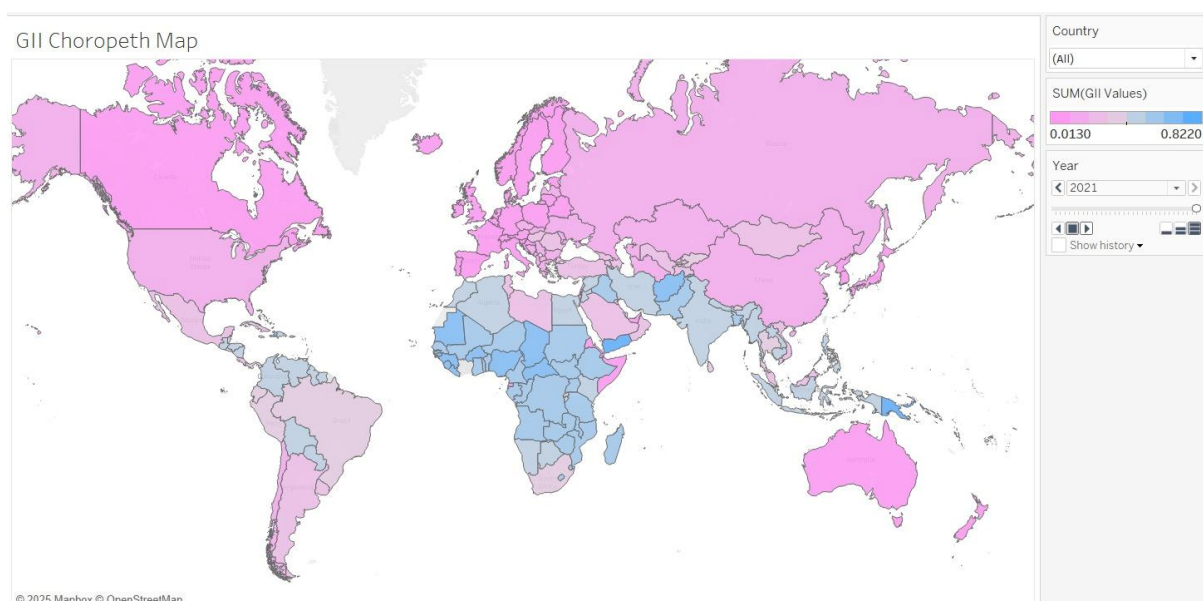 GII Choropeth Map
Country
(All)
SUM(GII Values)
0.0130
0.8220
Year
2021
Show history
© 2025 Mapbox © OpenStreetMap